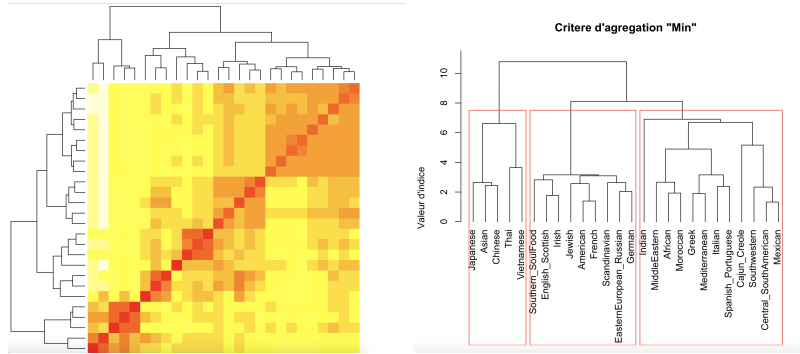 Critere d'agregation "Min"
Valeur d'indice
10
8
6
4
2
0
Japanese
Asian
Chinese
Thai
Vietnamese
Southern_SoulFood
English_Scottish
Irish
Jewish
American
French
Scandinavian
EasternEuropean_Russian
German
Indian
MiddleEastern
African
Moroccan
Greek
Mediterranean
Italian
Spanish_Portuguese
Cajun_Creole
Southwestern
Central_SouthAmerican
Mexican